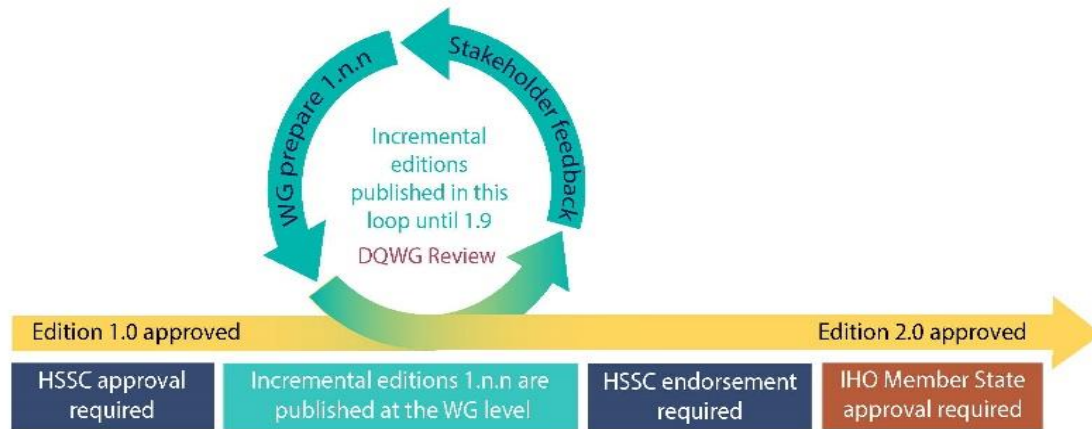 Stakeholder feedback
WG prepare 1.n.n
Incremental
editions
published in this
loop until 1.9
DQWG Review
Edition 1.0 approved
Edition 2.0 approved
HSSC approval
required
Incremental editions 1.n.n are
published at the WG level
HSSC endorsement
required
IHO Member State
approval required